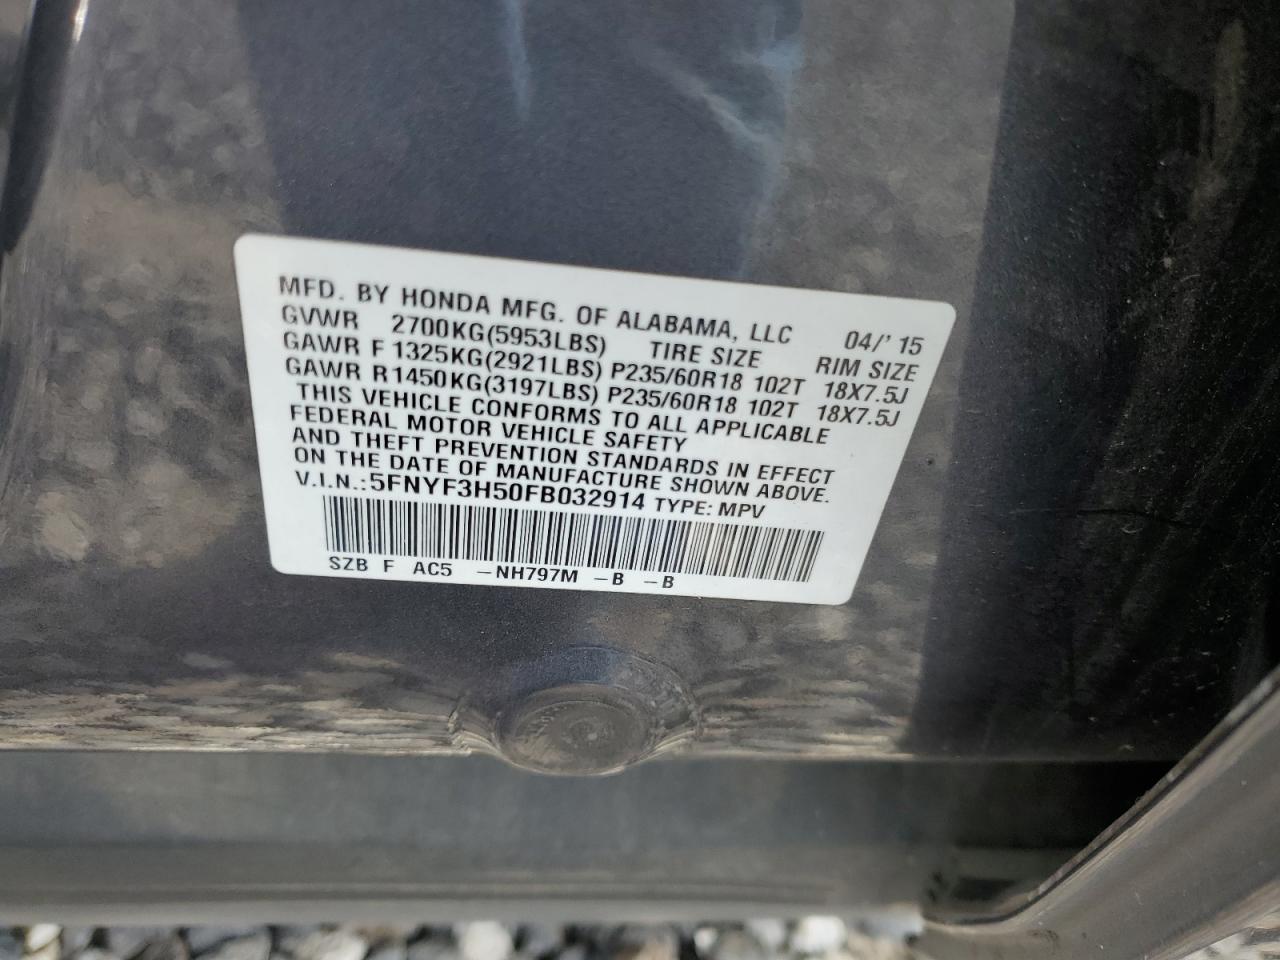 MFD. BY HONDA MFG. OF ALABAMA, LLC 04/' 15
GVWR 2700KG(5953LBS) TIRE SIZE RIM SIZE
GAWR F 1325KG(2921LBS) P235/60R18 102T 18X7.5J
GAWR R1450KG(3197LBS) P235/60R18 102T 18X7.5J
THIS VEHICLE CONFORMS TO ALL APPLICABLE
FEDERAL MOTOR VEHICLE SAFETY
AND THEFT PREVENTION STANDARDS IN EFFECT
ON THE DATE OF MANUFACTURE SHOWN ABOVE.
V.I.N.:5FNYF3H50FB032914 TYPE: MPV
SZB F AC5 –NH797M –B –B